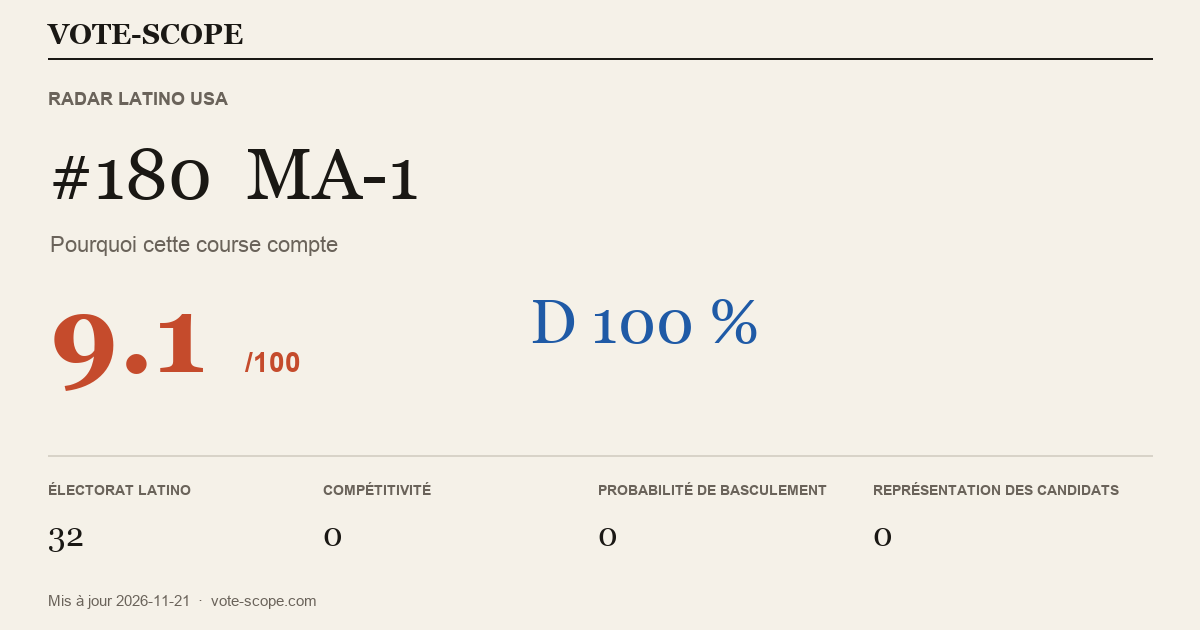 VOTE-SCOPE
RADAR LATINO USA
#180 MA-1
Pourquoi cette course compte
9.1 /100
D 100 %
ÉLECTORAT LATINO
COMPÉTITIVITÉ
PROBABILITÉ DE BASCULEMENT
REPRÉSENTATION DES CANDIDATS
32
0
0
0
Mis à jour 2026-11-21 · vote-scope.com